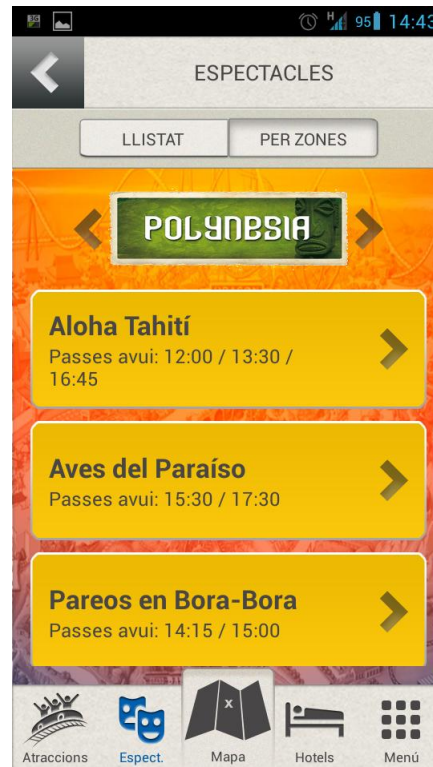 3G H 95 14:43
ESPECTACLES
LLISTAT PER ZONES
POLYNESIA
Aloha Tahití
Passes avui: 12:00 / 13:30 /
16:45
Aves del Paraíso
Passes avui: 15:30 / 17:30
Pareos en Bora-Bora
Passes avui: 14:15 / 15:00
x
Atraccions Espect. Mapa Hotels Menú